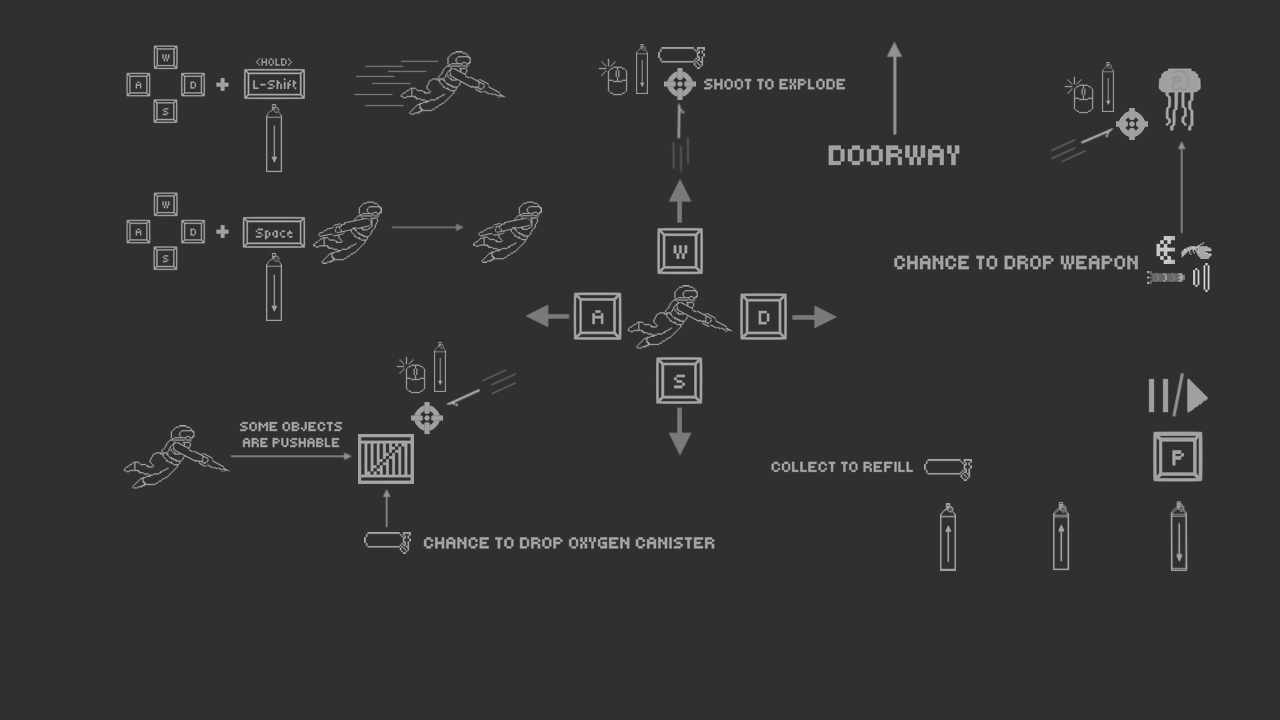 W
A D
S
<HOLD>
L-Shift
SHOOT TO EXPLODE
DOORWAY
W
A D
S
Space
W
A D
S
CHANCE TO DROP WEAPON
SOME OBJECTS
ARE PUSHABLE
CHANCE TO DROP OXYGEN CANISTER
COLLECT TO REFILL
P